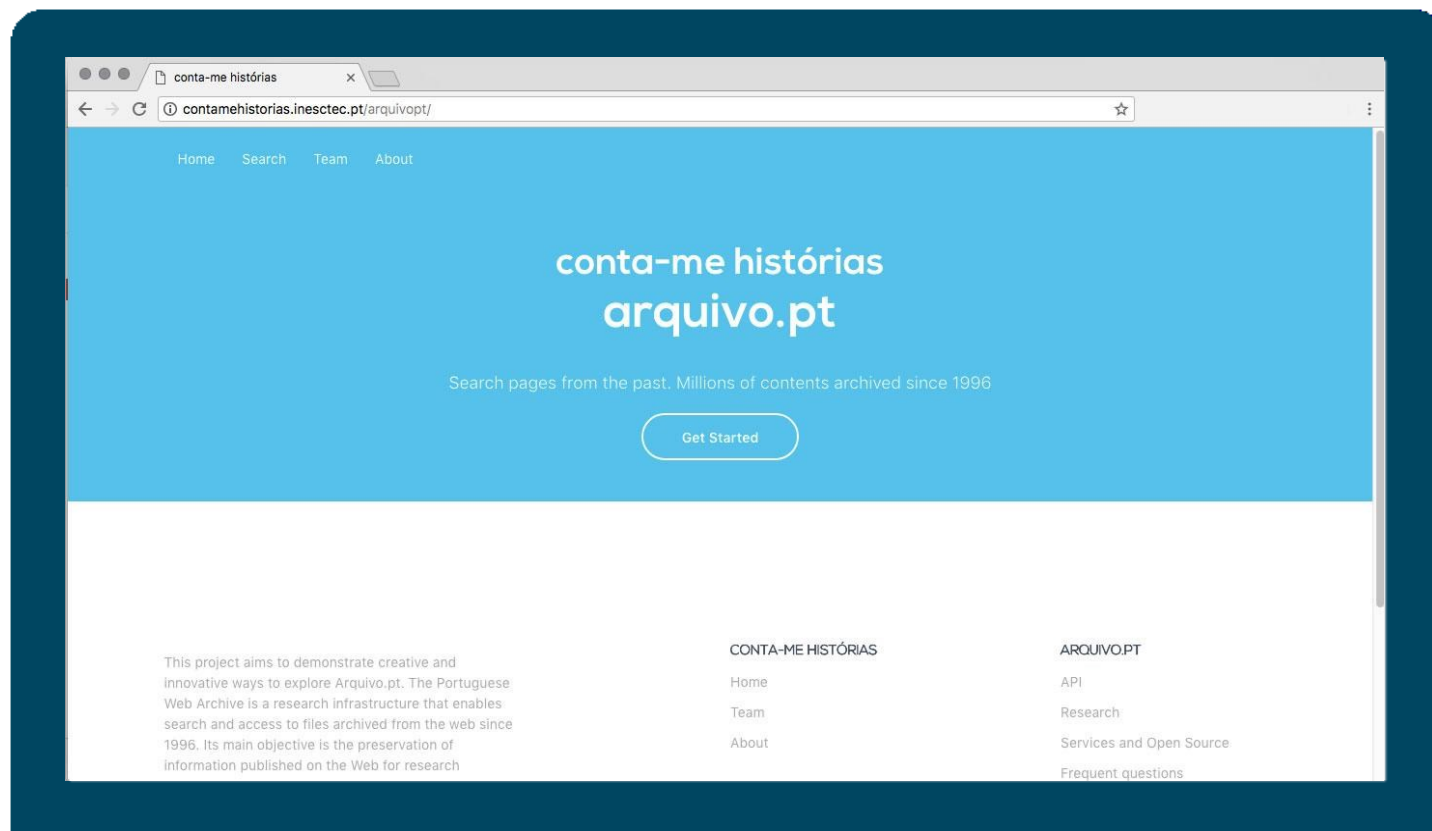 conta-me histórias
contamehistorias.inesctec.pt/arquivopt/
Home Search Team About
conta-me histórias
arquivo.pt
Search pages from the past. Millions of contents archived since 1996
Get Started
This project aims to demonstrate creative and
innovative ways to explore Arquivo.pt. The Portuguese
Web Archive is a research infrastructure that enables
search and access to files archived from the web since
1996. Its main objective is the preservation of
information published on the Web for research
CONTA-ME HISTÓRIAS
Home
Team
About
ARQUIVO.PT
API
Research
Services and Open Source
Frequent questions